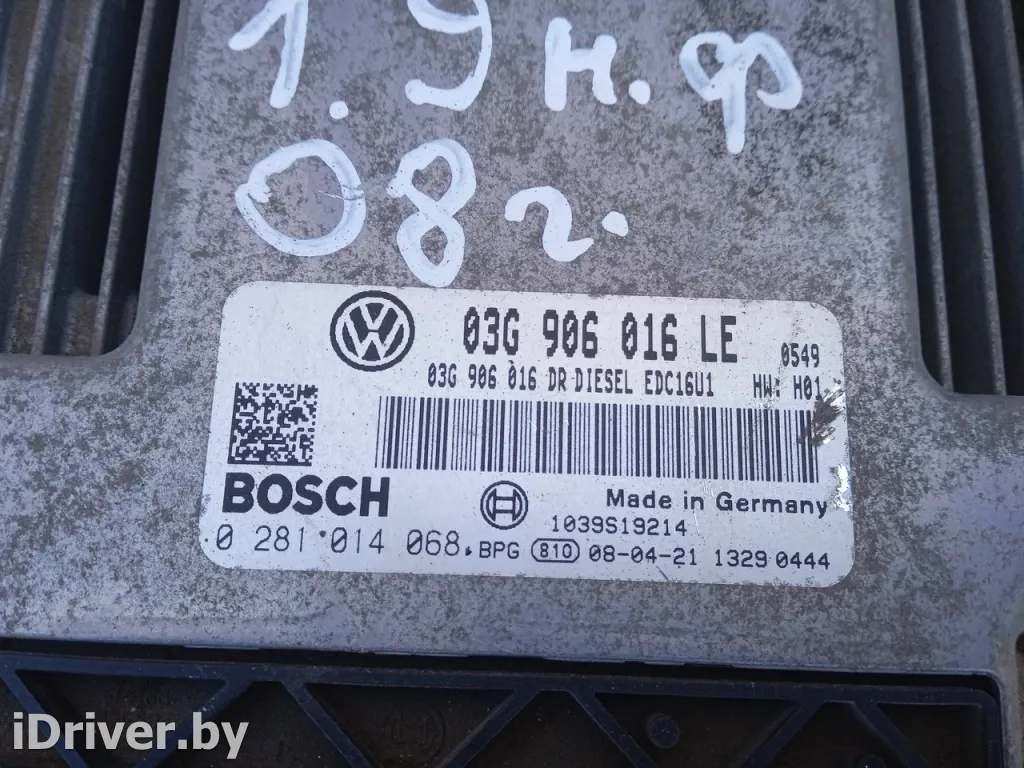 1.9 н.ф
08г.
03G 906 016 LE 0549
03G 906 016 DR DIESEL EDC16U1 HW: H01
BOSCH Made in Germany
1039S19214
0 281 014 068 BPG 810 08-04-21 1329 0444
iDriver.by